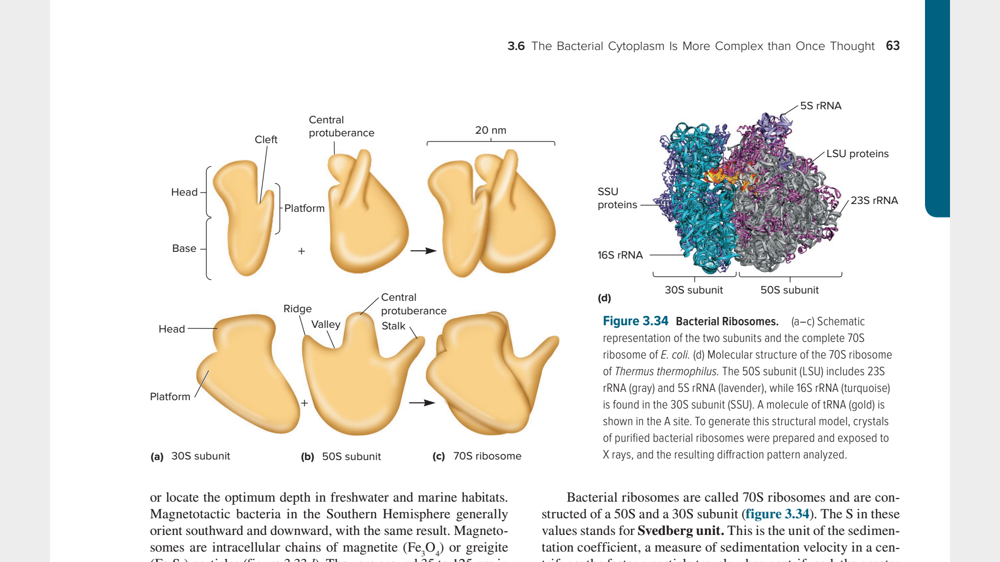 3.6 The Bacterial Cytoplasm Is More Complex than Once Thought 63
Central
protuberance
Cleft
20 nm
Head
Platform
Base
+
5S rRNA
LSU proteins
SSU
proteins
23S rRNA
16S rRNA
30S subunit
50S subunit
(d)
Ridge
Central
protuberance
Valley
Stalk
Head
Platform
+
(a) 30S subunit
(b) 50S subunit
(c) 70S ribosome
Figure 3.34 Bacterial Ribosomes. (a–c) Schematic
representation of the two subunits and the complete 70S
ribosome of E. coli. (d) Molecular structure of the 70S ribosome
of Thermus thermophilus. The 50S subunit (LSU) includes 23S
rRNA (gray) and 5S rRNA (lavender), while 16S rRNA (turquoise)
is found in the 30S subunit (SSU). A molecule of tRNA (gold) is
shown in the A site. To generate this structural model, crystals
of purified bacterial ribosomes were prepared and exposed to
X rays, and the resulting diffraction pattern analyzed.
or locate the optimum depth in freshwater and marine habitats.
Magnetotactic bacteria in the Southern Hemisphere generally
orient southward and downward, with the same result. Magneto-
somes are intracellular chains of magnetite (Fe3O4) or greigite
Bacterial ribosomes are called 70S ribosomes and are con-
structed of a 50S and a 30S subunit (figure 3.34). The S in these
values stands for Svedberg unit. This is the unit of the sedimen-
tation coefficient, a measure of sedimentation velocity in a cen-